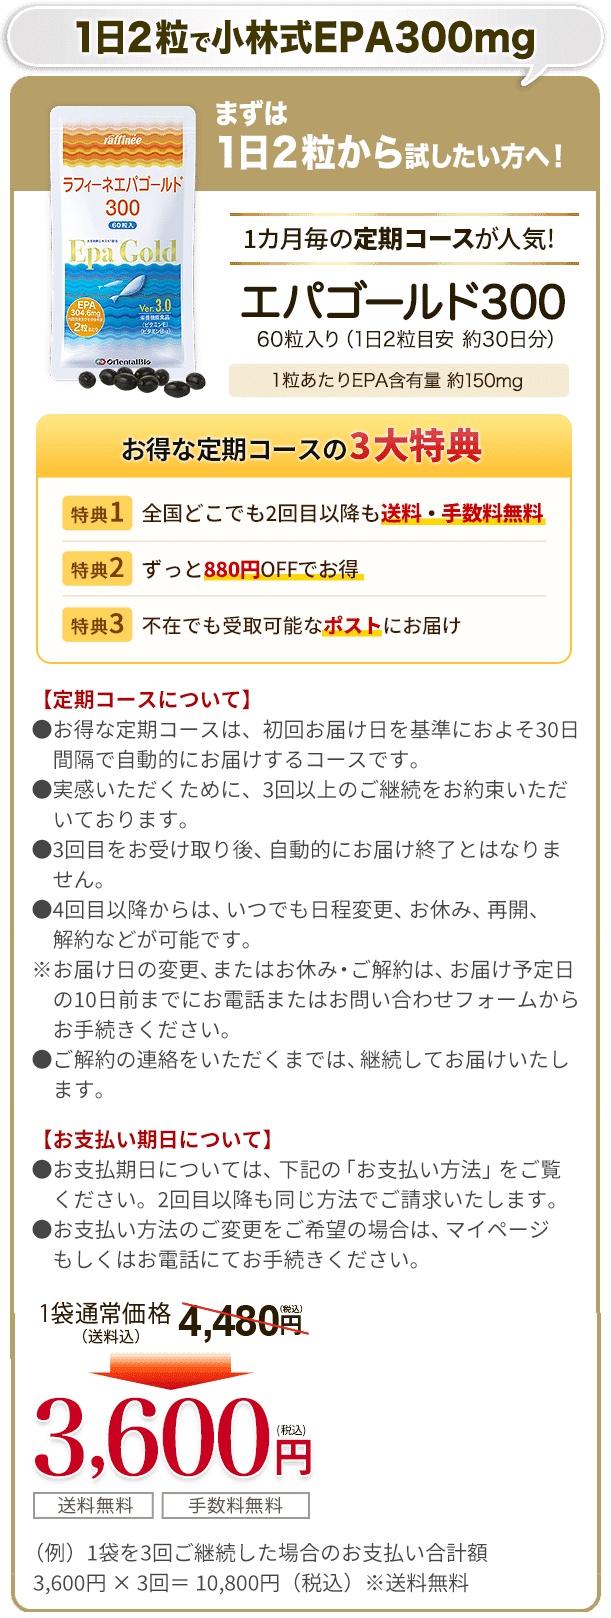 1日2粒で小林式EPA300mg
まずは
1日2粒から試したい方へ！
raffinée
ラフィーネエパゴールド
300
60粒入
Epa Gold
EPA
304.6mg
2粒あたり
Ver.3.0
栄養機能食品
(ビタミンE)
OrientalBio
1カ月毎の定期コースが人気!
エパゴールド300
60粒入り（1日2粒目安 約30日分）
1粒あたりEPA含有量 約150mg
お得な定期コースの3大特典
特典1 全国どこでも2回目以降も送料・手数料無料
特典2 ずっと880円OFFでお得
特典3 不在でも受取可能なポストにお届け
【定期コースについて】
●お得な定期コースは、初回お届け日を基準におよそ30日
間隔で自動的にお届けするコースです。
●実感いただくために、3回以上のご継続をお約束いただ
いております。
●3回目をお受け取り後、自動的にお届け終了とはなりま
せん。
●4回目以降からは、いつでも日程変更、お休み、再開、
解約などが可能です。
※お届け日の変更、またはお休み・ご解約は、お届け予定日
の10日前までにお電話またはお問い合わせフォームから
お手続きください。
●ご解約の連絡をいただくまでは、継続してお届けいたし
ます。
【お支払い期日について】
●お支払期日については、下記の「お支払い方法」をご覧
ください。2回目以降も同じ方法でご請求いたします。
●お支払い方法のご変更をご希望の場合は、マイページ
もしくはお電話にてお手続きください。
1袋通常価格
（送料込）
4,480円(税込)
3,600円(税込)
送料無料 手数料無料
（例）1袋を3回ご継続した場合のお支払い合計額
3,600円 × 3回＝ 10,800円（税込）※送料無料